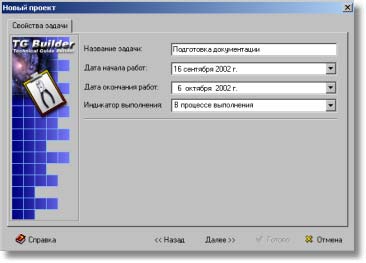 Новый проект
Свойства задачи
TG Builder
Technical Guide Builder
Название задачи: Подготовка документации
Дата начала работ: 16 сентября 2002 г.
Дата окончания работ: 6 октября 2002 г.
Индикатор выполнения: В процессе выполнения
Справка << Назад Далее >> Готово Отмена